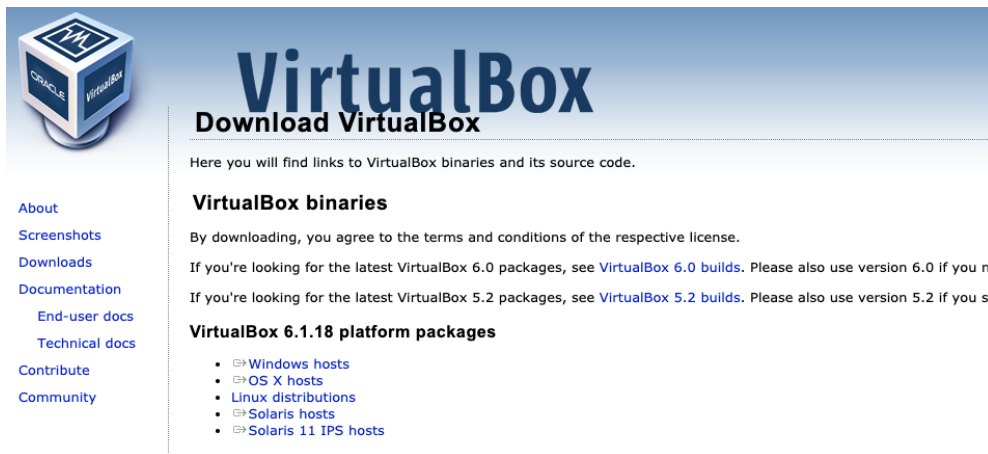 ORACLE
VirtualBox
VirtualBox
Download VirtualBox
Here you will find links to VirtualBox binaries and its source code.
About
Screenshots
Downloads
Documentation
End-user docs
Technical docs
Contribute
Community
VirtualBox binaries
By downloading, you agree to the terms and conditions of the respective license.
If you're looking for the latest VirtualBox 6.0 packages, see VirtualBox 6.0 builds. Please also use version 6.0 if you n
If you're looking for the latest VirtualBox 5.2 packages, see VirtualBox 5.2 builds. Please also use version 5.2 if you s
VirtualBox 6.1.18 platform packages
Windows hosts
OS X hosts
Linux distributions
Solaris hosts
Solaris 11 IPS hosts